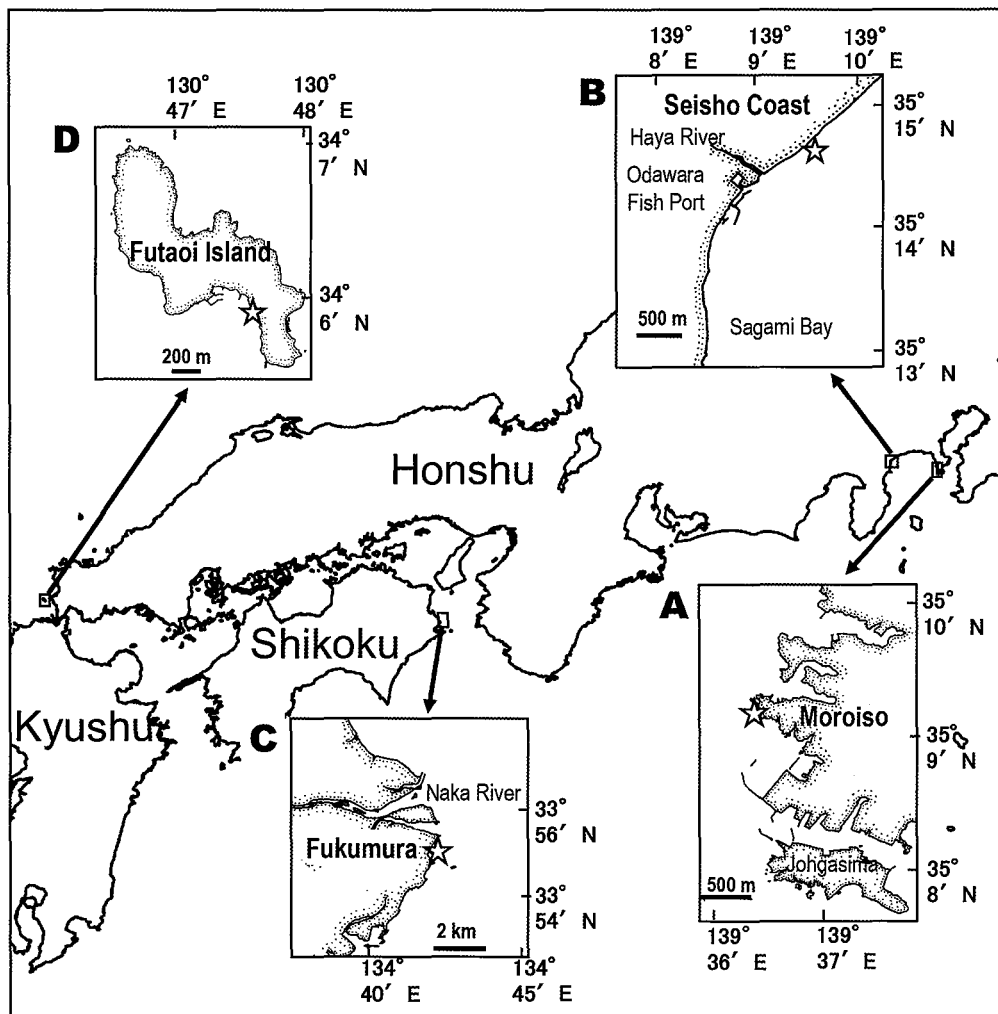 D
130° 130°
47′ E 48′ E
34°
7′ N
Futaoi Island
34°
6′ N
200 m
B
139° 139° 139°
8′ E 9′ E 10′ E
Seisho Coast
35°
15′ N
Haya River
Odawara
Fish Port
35°
14′ N
500 m
Sagami Bay
35°
13′ N
Honshu
Shikoku
Kyushu
A
35°
10′ N
Moroiso
35°
9′ N
Johgasima
35°
8′ N
500 m
139° 139°
36′ E 37′ E
C
Naka River
33°
56′ N
Fukumura
33°
54′ N
2 km
134° 134°
40′ E 45′ E